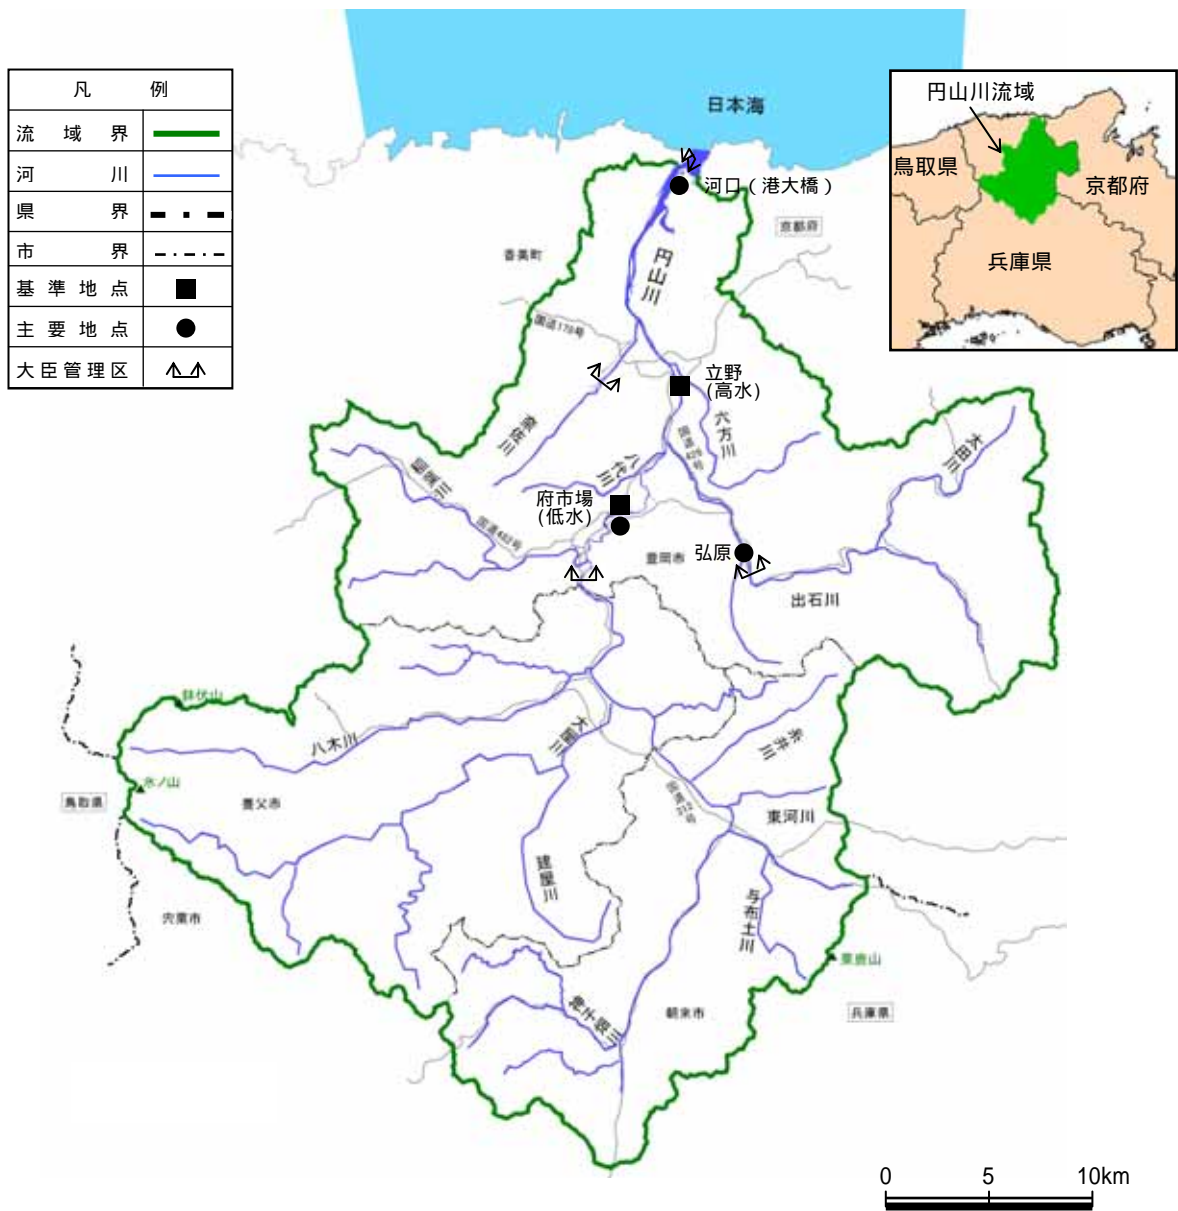 凡例
流域界
河川
県界
市界
基準地点
主要地点
大臣管理区
日本海
円山川流域
鳥取県
京都府
兵庫県
河口（港大橋）
京都府
香美町
円山川
国道178号
立野
(高水)
奈佐川
六方川
国道426号
八代川
稲葉川
太田川
府市場
(低水)
国道482号
弘原
豊岡市
出石川
鉢伏山
八木川
大屋川
糸井川
氷ノ山
鳥取県
養父市
国道312号
東河川
建屋川
与布土川
宍粟市
粟鹿山
朝来市
兵庫県
0 5 10km